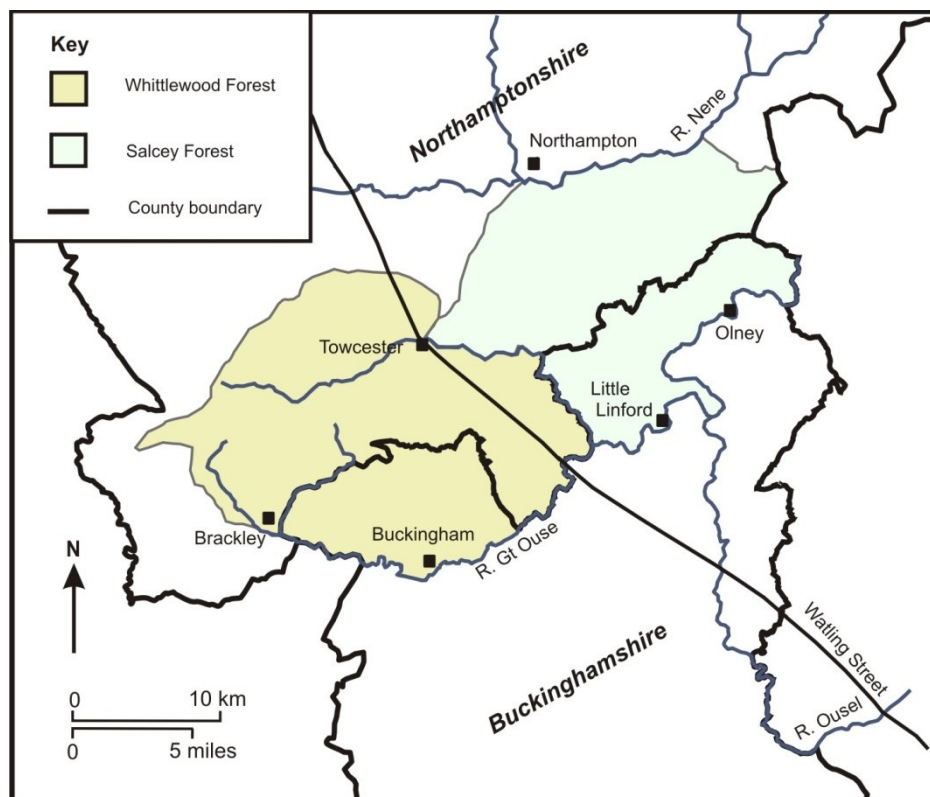 Key
Whittlewood Forest
Salcey Forest
County boundary
Northamptonshire
R. Nene
Northampton
Towcester
Olney
Little
Linford
Brackley
Buckingham
R. Gt Ouse
N
Watling Street
Buckinghamshire
R. Ousel
0 10 km
0 5 miles